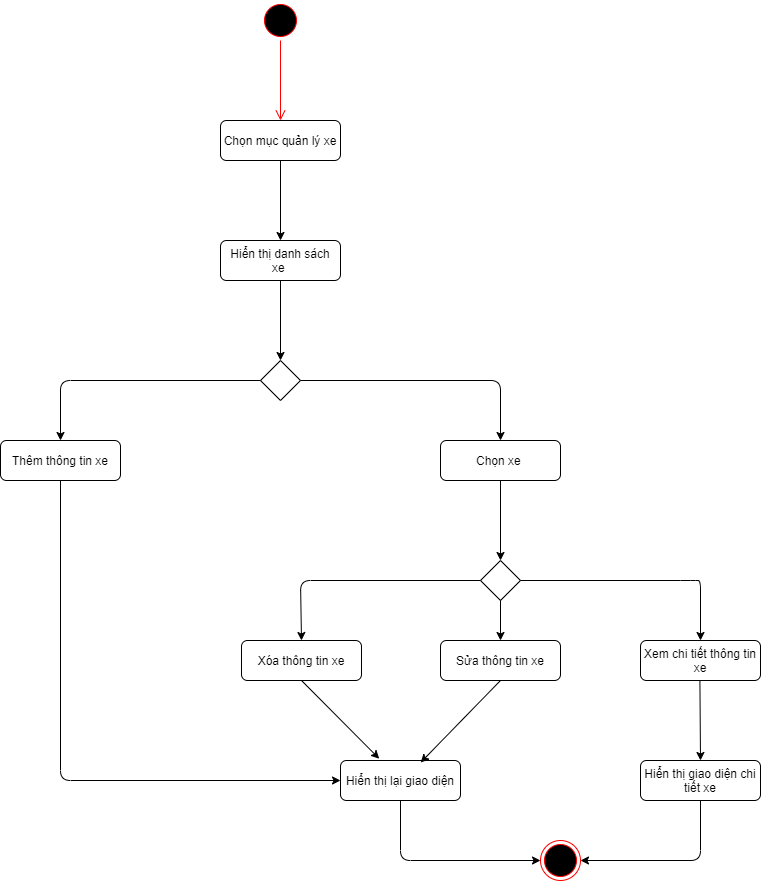 Chọn mục quản lý xe
Hiển thị danh sách
xe
Thêm thông tin xe
Chọn xe
Xóa thông tin xe
Sửa thông tin xe
Xem chi tiết thông tin
xe
Hiển thị lại giao diện
Hiển thị giao diện chi
tiết xe